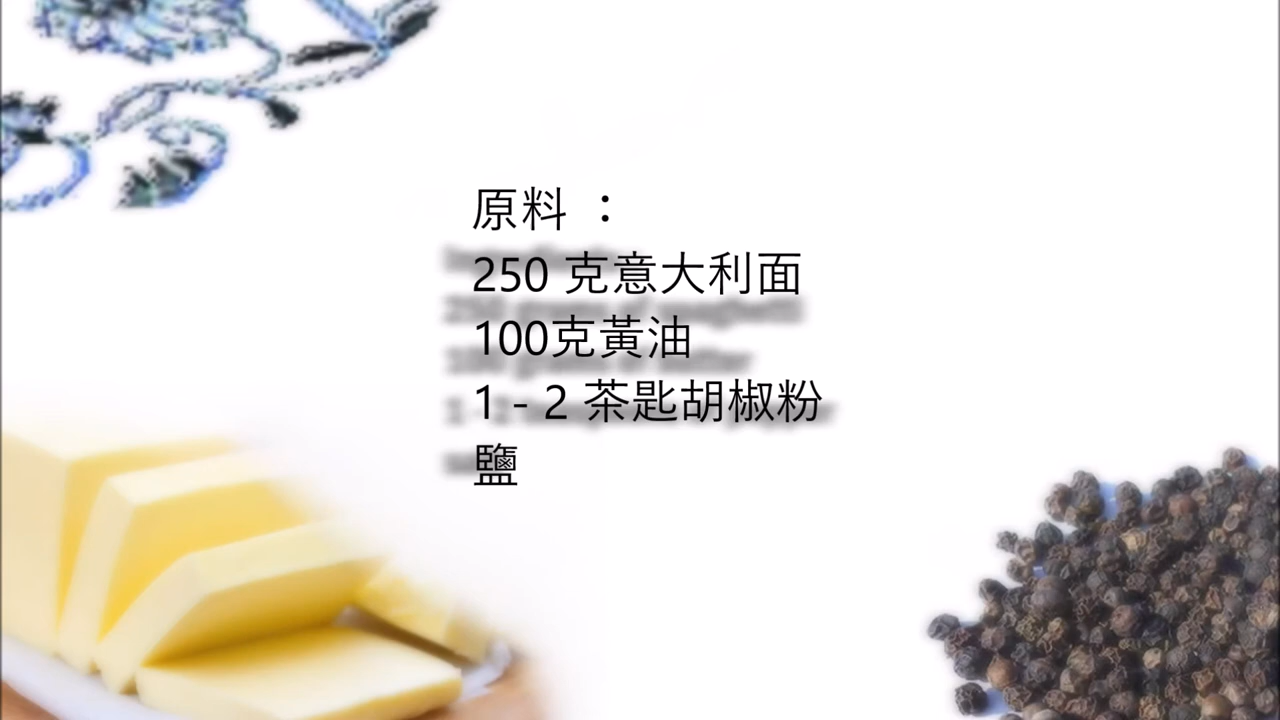 原料 ：
250 克意大利面
100克黃油
1 - 2 茶匙胡椒粉
鹽